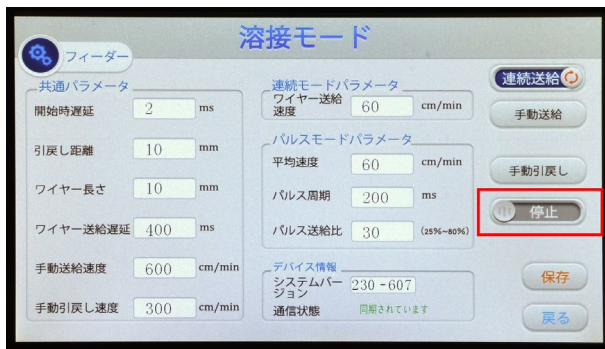 溶接モード
フィーダー
共通パラメータ
開始時遅延 2 ms
引戻し距離 10 mm
ワイヤー長さ 10 mm
ワイヤー送給遅延 400 ms
手動送給速度 600 cm/min
手動引戻し速度 300 cm/min
連続モードパラメータ
ワイヤー送給
速度 60 cm/min
パルスモードパラメータ
平均速度 60 cm/min
パルス周期 200 ms
パルス送給比 30 (25%~80%)
デバイス情報
システムバー
ジョン 230-607
通信状態 同期されています
連続送給
手動送給
手動引戻し
停止
保存
戻る